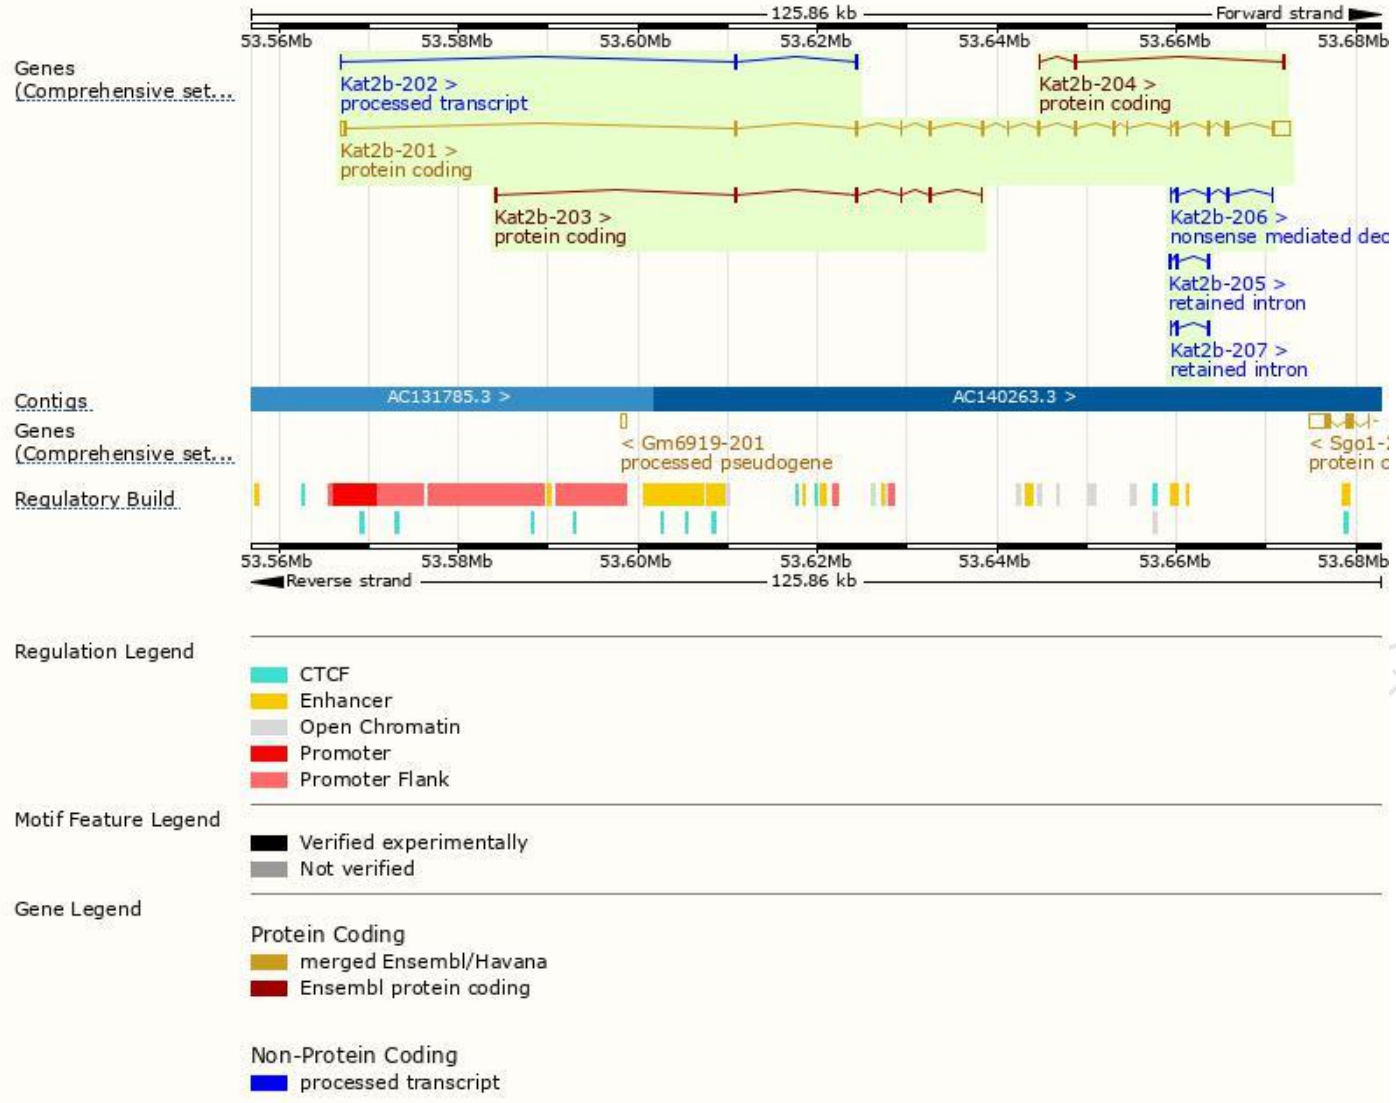 125.86 kb
Forward strand
53.56Mb 53.58Mb 53.60Mb 53.62Mb 53.64Mb 53.66Mb 53.68Mb
Genes
(Comprehensive set...
Kat2b-202 >
processed transcript
Kat2b-204 >
protein coding
Kat2b-201 >
protein coding
Kat2b-203 >
protein coding
Kat2b-206 >
nonsense mediated dec
Kat2b-205 >
retained intron
Kat2b-207 >
retained intron
Contigs
AC131785.3 >
AC140263.3 >
Genes
(Comprehensive set...
< Gm6919-201
processed pseudogene
< Sgo1-2
protein c
Regulatory Build
53.56Mb 53.58Mb 53.60Mb 53.62Mb 53.64Mb 53.66Mb 53.68Mb
Reverse strand
125.86 kb
Regulation Legend
CTCF
Enhancer
Open Chromatin
Promoter
Promoter Flank
Motif Feature Legend
Verified experimentally
Not verified
Gene Legend
Protein Coding
merged Ensembl/Havana
Ensembl protein coding
Non-Protein Coding
processed transcript